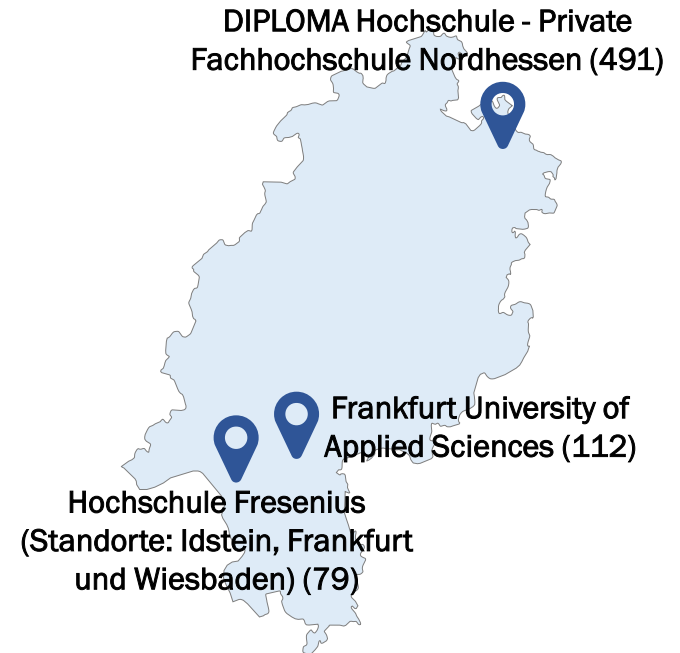 DIPLOMA Hochschule - Private
Fachhochschule Nordhessen (491)
Frankfurt University of
Applied Sciences (112)
Hochschule Fresenius
(Standorte: Idstein, Frankfurt
und Wiesbaden) (79)